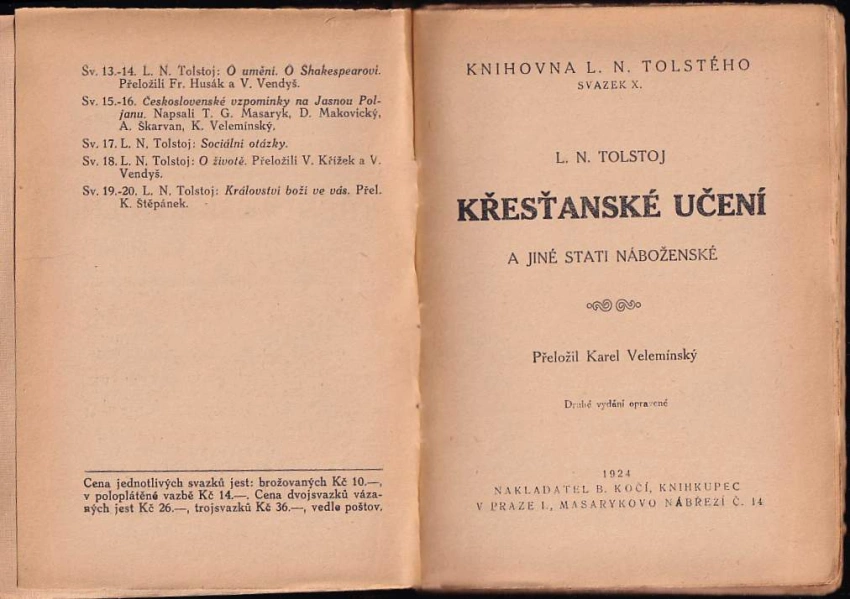 Sv. 13.-14. L. N. Tolstoj: O umění. O Shakespearovi.
Přeložili Fr. Husák a V. Vendyš.
Sv. 15.-16. Československé vzpomínky na Jasnou Pol-
janu. Napsali T. G. Masaryk, D. Makovický,
A. Škarvan, K. Velemínský.
Sv. 17. L. N. Tolstoj: Sociální otázky.
Sv. 18. L. N. Tolstoj: O životě. Přeložili V. Křížek a V.
Vendyš.
Sv. 19.-20. L. N. Tolstoj: Království boží ve vás. Přel.
K. Štěpánek.
Cena jednotlivých svazků jest: brožovaných Kč 10.—,
v poloplátěné vazbě Kč 14.—. Cena dvojsvazků váza-
ných jest Kč 26.—, trojsvazků Kč 36.—, vedle poštov.
KNIHOVNA L. N. TOLSTÉHO
SVAZEK X.
L. N. TOLSTOJ
KŘESŤANSKÉ UČENÍ
A JINÉ STATI NÁBOŽENSKÉ
Přeložil Karel Velemínský
Druhé vydání opravené
1924
NAKLADATEL B. KOČÍ, KNIHKUPEC
V PRAZE I., MASARYKOVO NÁBŘEZÍ Č. 14